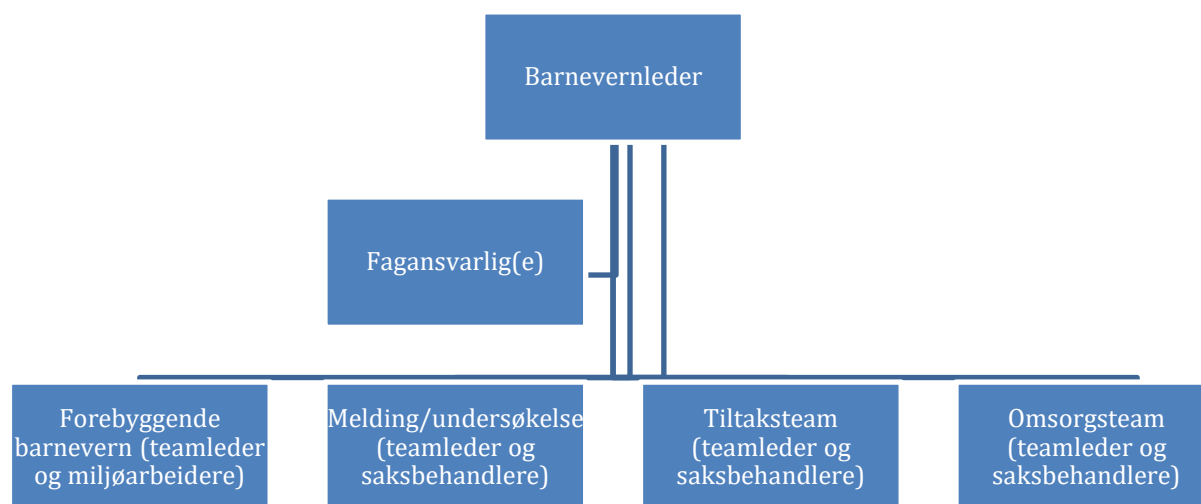 Barnevernleder
Fagansvarlig(e)
Forebyggende
barnevern (teamleder
og miljøarbeidere)
Melding/undersøkelse
(teamleder og
saksbehandlere)
Tiltaksteam
(teamleder og
saksbehandlere)
Omsorgsteam
(teamleder og
saksbehandlere)